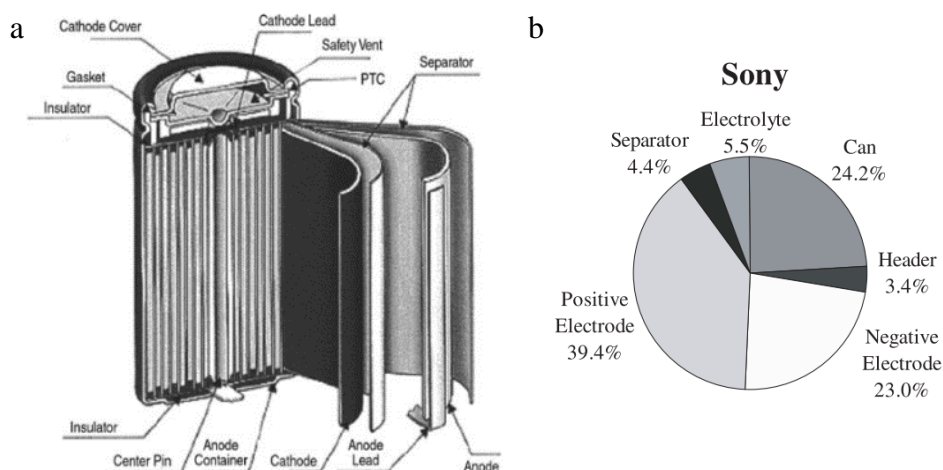 a
Cathode Cover
Cathode Lead
Safety Vent
PTC
Separator
Gasket
Insulator
Insulator
Center Pin
Anode
Container
Cathode
Anode
Lead
Anode
b
Sony
Electrolyte
5.5%
Separator
4.4%
Can
24.2%
Header
3.4%
Positive
Electrode
39.4%
Negative
Electrode
23.0%